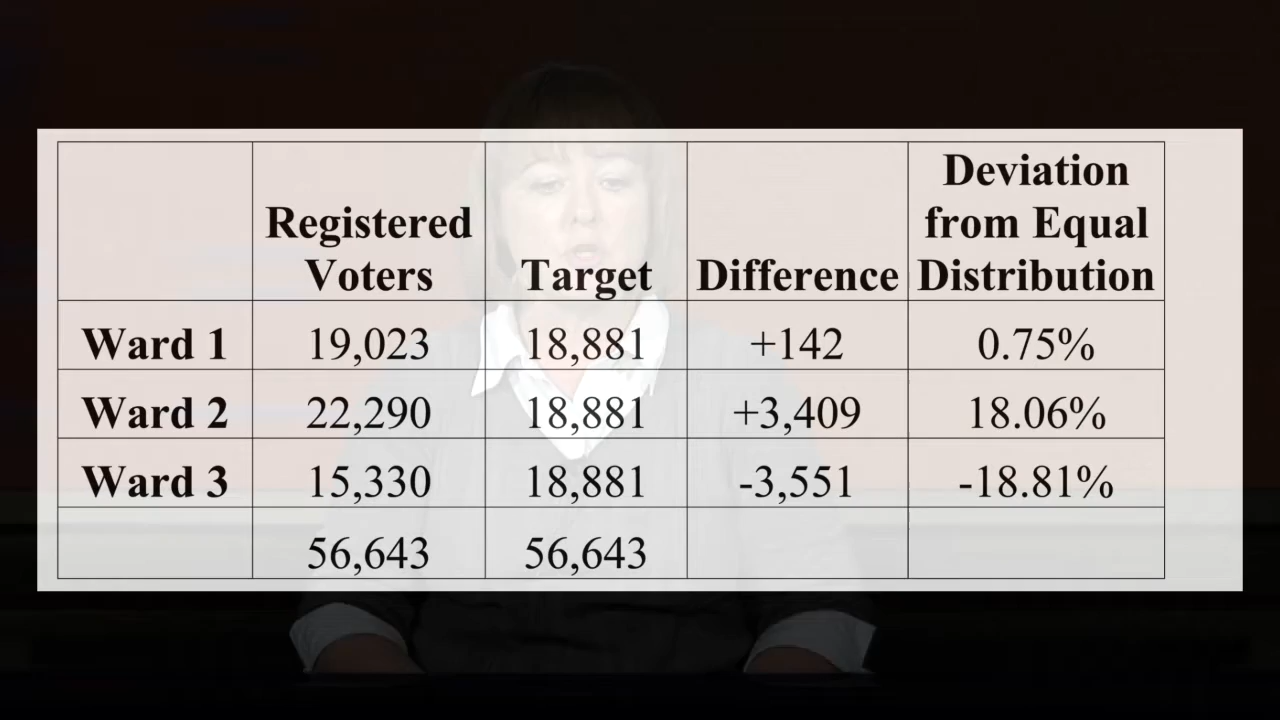 Registered Voters Target Difference Deviation from Equal Distribution
Ward 1 19,023 18,881 +142 0.75%
Ward 2 22,290 18,881 +3,409 18.06%
Ward 3 15,330 18,881 -3,551 -18.81%
56,643 56,643